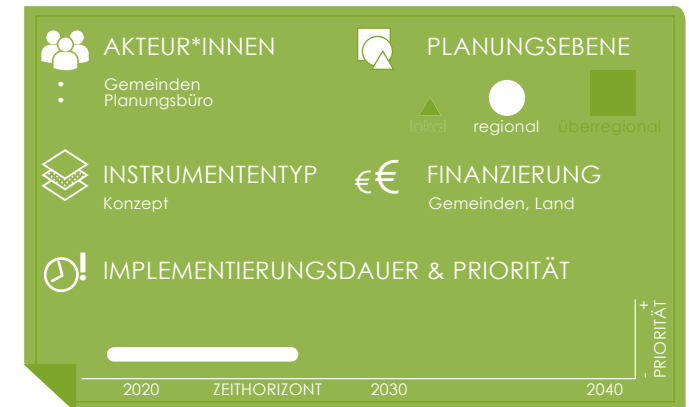 AKTEUR*INNEN
• Gemeinden
• Planungsbüro
PLANUNGSEBENE
lokal
regional
überregional
INSTRUMENTENTYP
Konzept
€€
FINANZIERUNG
Gemeinden, Land
!
IMPLEMENTIERUNGSDAUER & PRIORITÄT
- PRIORITÄT +
2020 ZEITHORIZONT 2030 2040